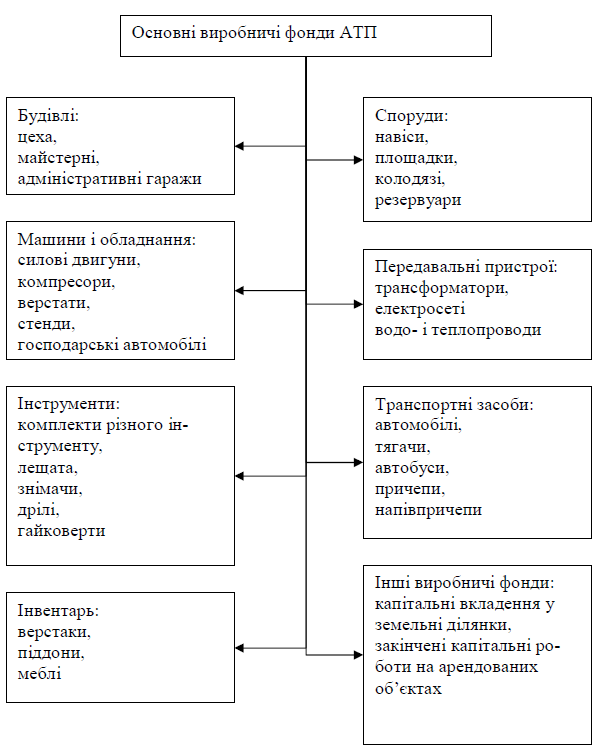 Основні виробничі фонди АТП
Будівлі:
цеха,
майстерні,
адміністративні гаражи
Споруди:
навіси,
площадки,
колодязі,
резервуари
Машини і обладнання:
силові двигуни,
компресори,
верстати,
стенди,
господарські автомобілі
Передавальні пристрої:
трансформатори,
електросеті
водо- і теплопроводи
Інструменти:
комплекти різного ін-
струменту,
лещата,
знімачи,
дрілі,
гайковерти
Транспортні засоби:
автомобілі,
тягачи,
автобуси,
причепи,
напівпричепи
Інвентарь:
верстаки,
піддони,
меблі
Інші виробничі фонди:
капітальні вкладення у
земельні ділянки,
закінчені капітальні ро-
боти на арендованих
об’єктах